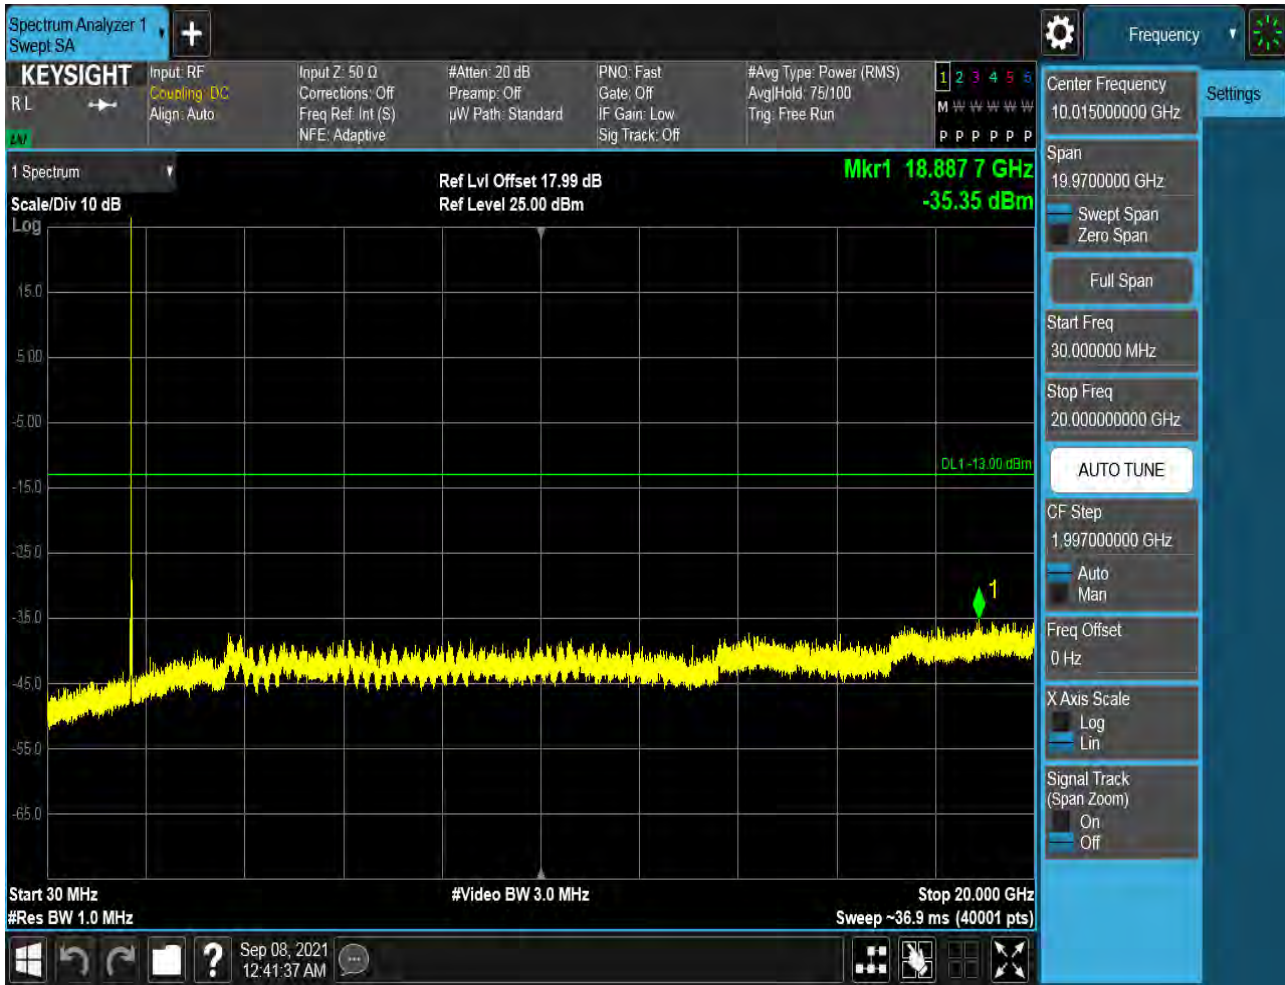 Spectrum Analyzer 1
Swept SA
Frequency
KEYSIGHT
R L
LNI
Input: RF
Coupling: DC
Align: Auto
Input Z: 50 Ω
Corrections: Off
Freq Ref: Int (S)
NFE: Adaptive
#Atten: 20 dB
Preamp: Off
µW Path: Standard
PNO: Fast
Gate: Off
IF Gain: Low
Sig Track: Off
#Avg Type: Power (RMS)
Avg|Hold: 75/100
Trig: Free Run
1 2 3 4 5 6
M W W W W W
P P P P P P
1 Spectrum
Scale/Div 10 dB
Log
Ref Lvl Offset 17.99 dB
Ref Level 25.00 dBm
Mkr1 18.887 7 GHz
-35.35 dBm
15.0
5.00
-5.00
-15.0
-25.0
-35.0
-45.0
-55.0
-65.0
DL1 -13.00 dBm
1
Start 30 MHz
#Res BW 1.0 MHz
#Video BW 3.0 MHz
Stop 20.000 GHz
Sweep ~36.9 ms (40001 pts)
?
Sep 08, 2021
12:41:37 AM
Center Frequency
10.015000000 GHz
Settings
Span
19.9700000 GHz
Swept Span
Zero Span
Full Span
Start Freq
30.000000 MHz
Stop Freq
20.000000000 GHz
AUTO TUNE
CF Step
1.997000000 GHz
Auto
Man
Freq Offset
0 Hz
X Axis Scale
Log
Lin
Signal Track
(Span Zoom)
On
Off